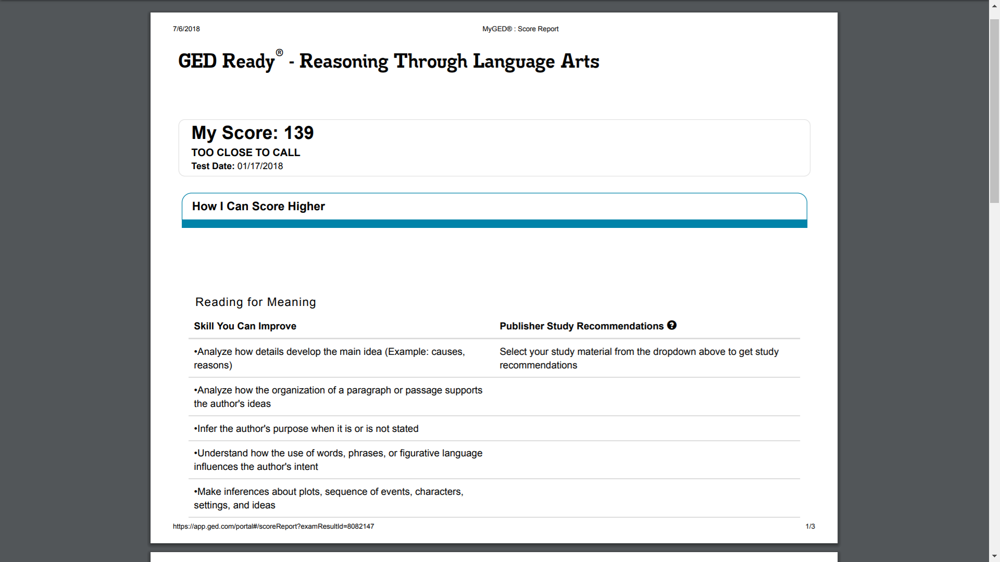 7/6/2018 MyGED® : Score Report
GED Ready® - Reasoning Through Language Arts
My Score: 139
TOO CLOSE TO CALL
Test Date: 01/17/2018
How I Can Score Higher
Reading for Meaning
Skill You Can Improve Publisher Study Recommendations ?
•Analyze how details develop the main idea (Example: causes, Select your study material from the dropdown above to get study
reasons) recommendations
•Analyze how the organization of a paragraph or passage supports
the author's ideas
•Infer the author's purpose when it is or is not stated
•Understand how the use of words, phrases, or figurative language
influences the author's intent
•Make inferences about plots, sequence of events, characters,
settings, and ideas
https://app.ged.com/portal#/scoreReport?examResultId=8082147 1/3